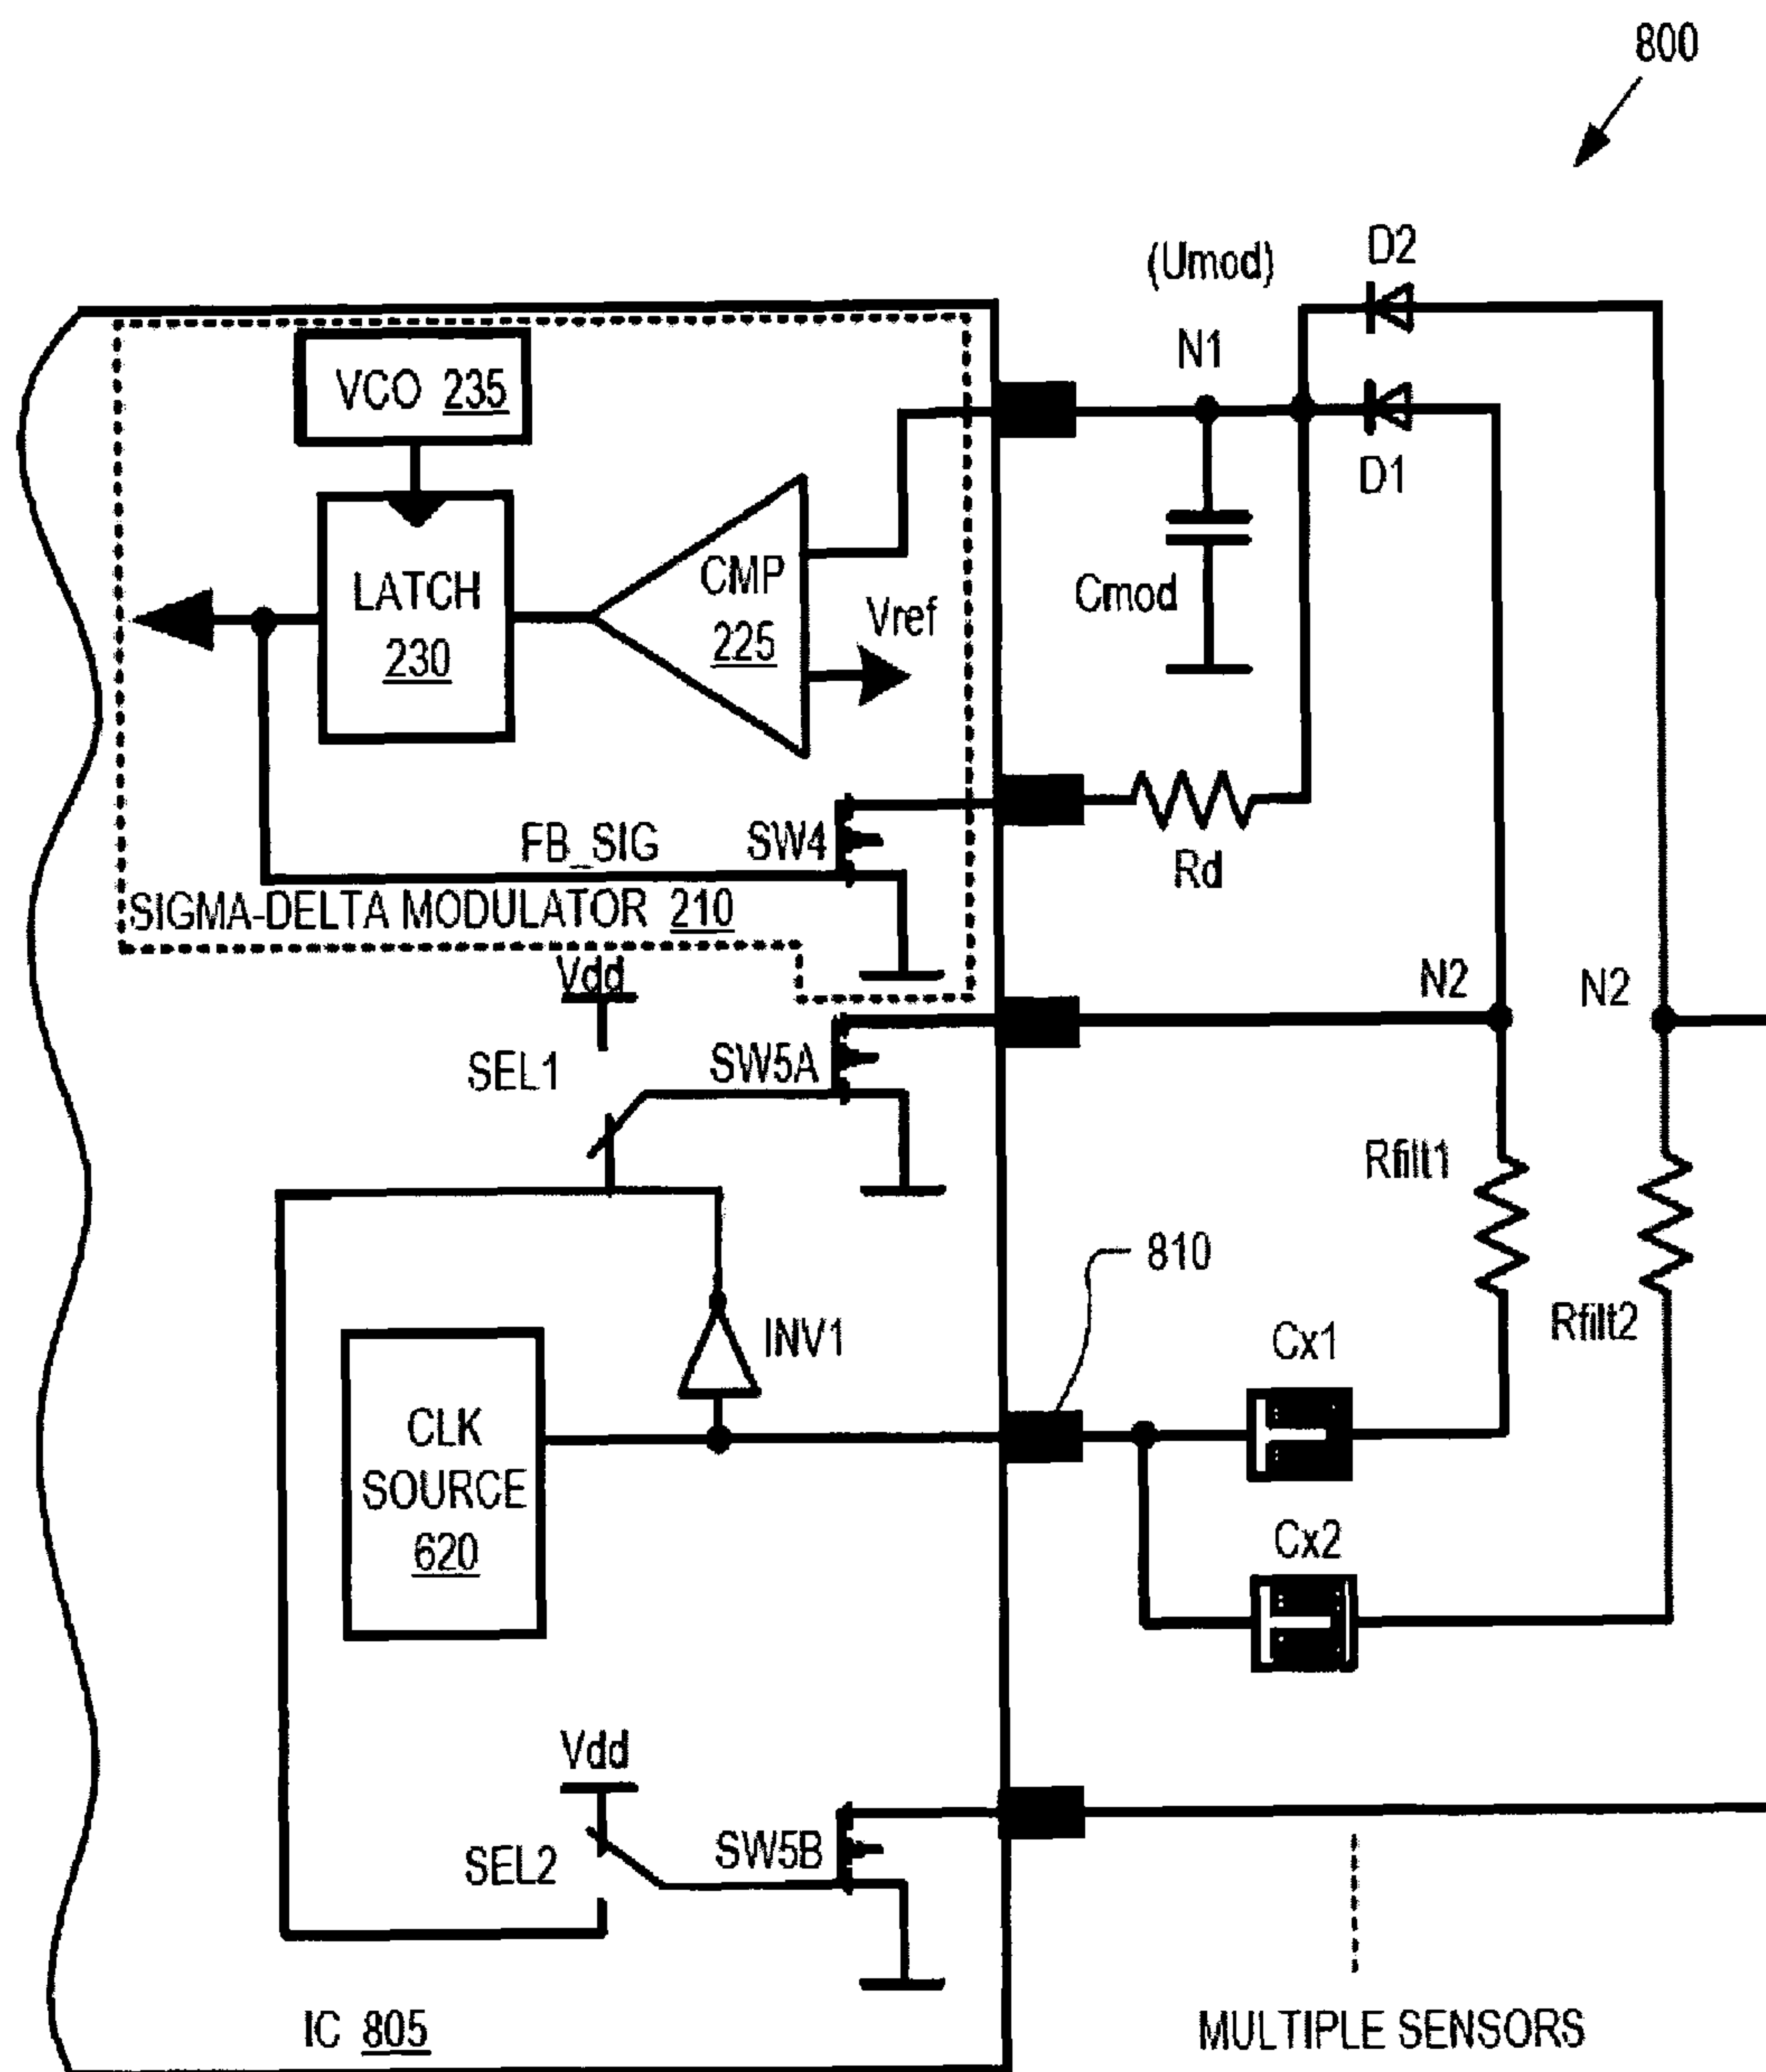 800
(Umod)
D2
N1
VCO 235
D1
LATCH
230
CMP
225
Vref
Cmod
FB_SIG
SW4
Rd
SIGMA-DELTA MODULATOR 210
Vdd
N2
N2
SEL1
SW5A
Rfilt1
810
INV1
Cx1
Rfilt2
CLK
SOURCE
620
Cx2
Vdd
SEL2
SW5B
IC 805
MULTIPLE SENSORS